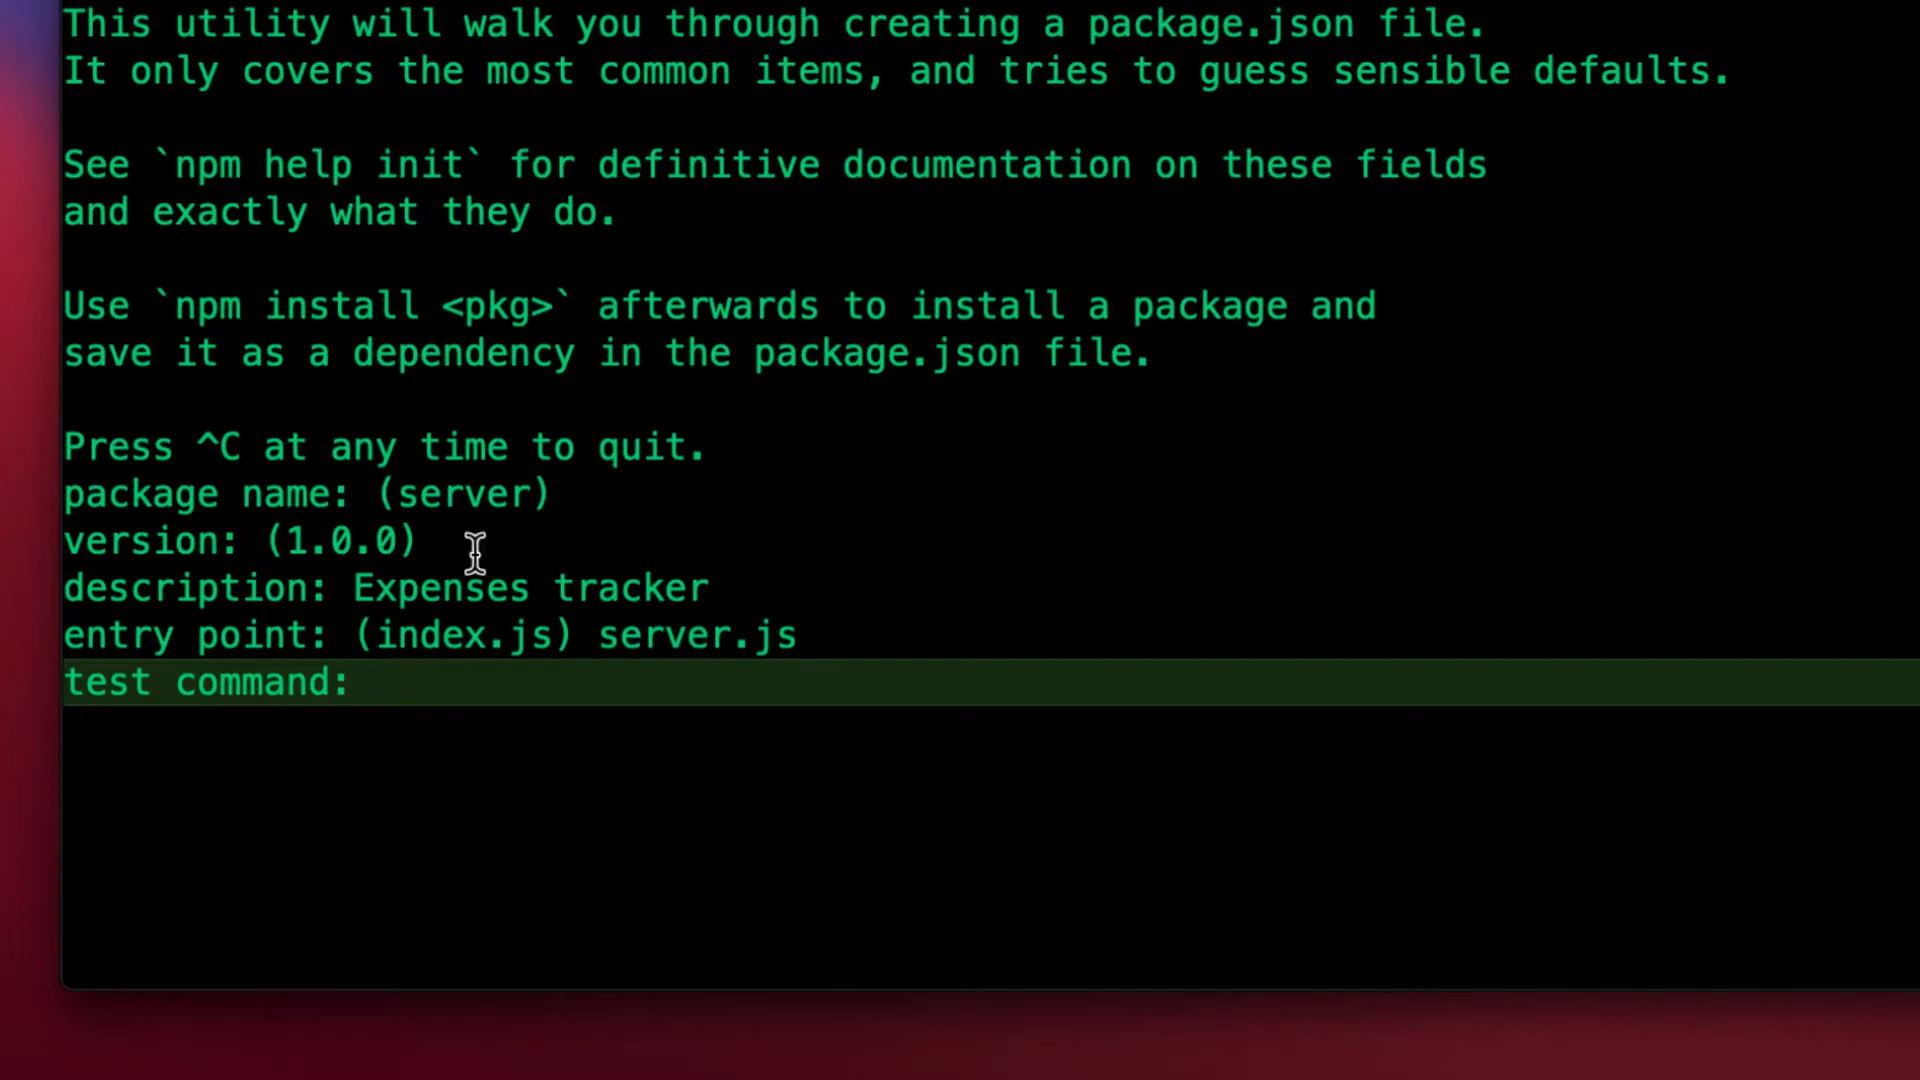 This utility will walk you through creating a package.json file.
It only covers the most common items, and tries to guess sensible defaults.
See `npm help init` for definitive documentation on these fields
and exactly what they do.
Use `npm install <pkg>` afterwards to install a package and
save it as a dependency in the package.json file.
Press ^C at any time to quit.
package name: (server)
version: (1.0.0)
description: Expenses tracker
entry point: (index.js) server.js
test command: